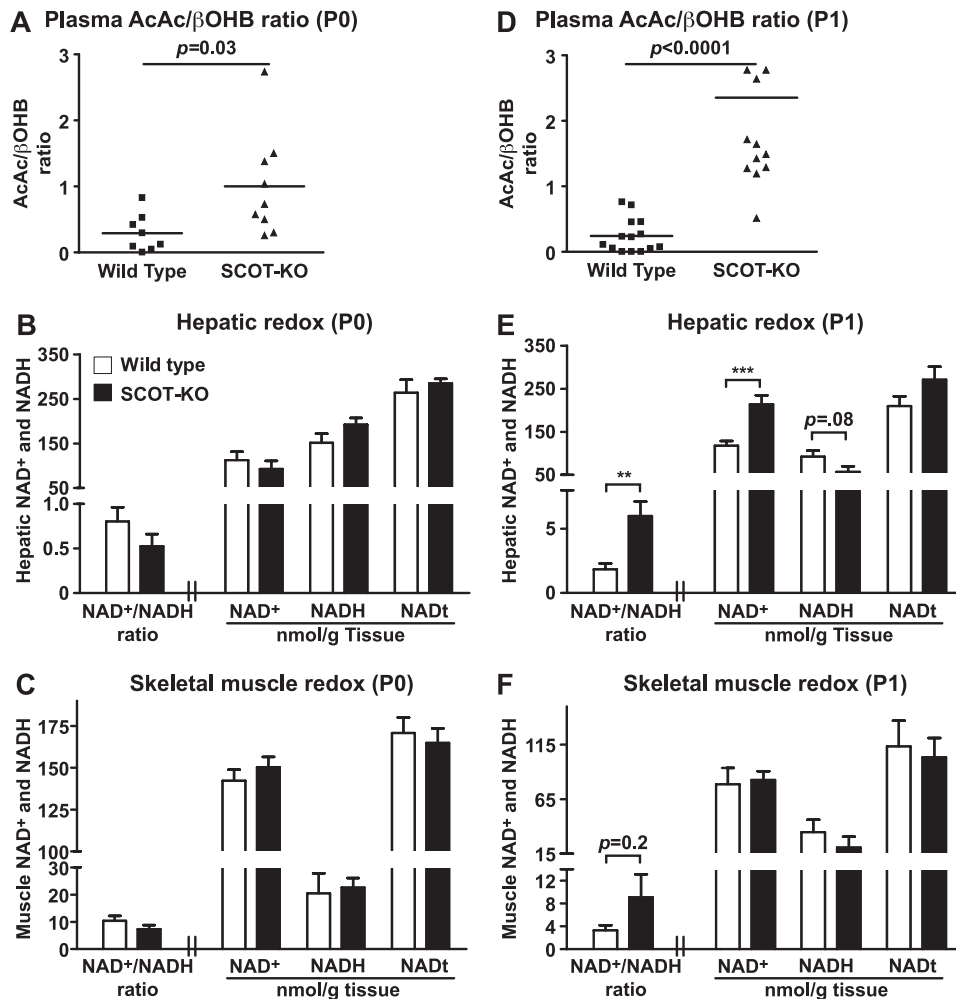 A Plasma AcAc/βOHB ratio (P0)
p=0.03
AcAc/βOHB
ratio
3
2
1
0
Wild Type SCOT-KO
B Hepatic redox (P0)
Wild type
SCOT-KO
Hepatic NAD+ and NADH
350
250
150
50
1.0
0.5
0
NAD+/NADH NAD+ NADH NADt
ratio nmol/g Tissue
C Skeletal muscle redox (P0)
Muscle NAD+ and NADH
175
150
125
100
30
20
10
0
NAD+/NADH NAD+ NADH NADt
ratio nmol/g tissue
D Plasma AcAc/βOHB ratio (P1)
p<0.0001
AcAc/βOHB
ratio
3
2
1
0
Wild Type SCOT-KO
E Hepatic redox (P1)
Hepatic NAD+ and NADH
350
250
150
50
5
0
**
***
p=.08
NAD+/NADH NAD+ NADH NADt
ratio nmol/g Tissue
F Skeletal muscle redox (P1)
Muscle NAD+ and NADH
115
65
15
12
8
4
0
p=0.2
NAD+/NADH NAD+ NADH NADt
ratio nmol/g tissue